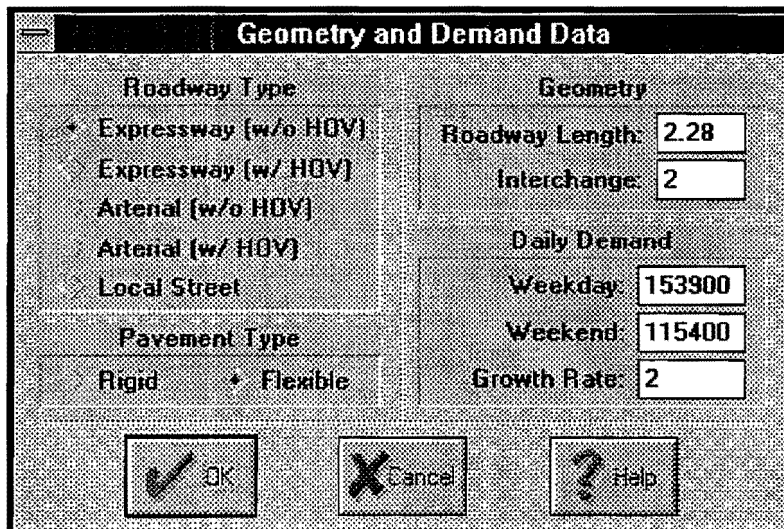 Geometry and Demand Data
Roadway Type
Expressway (w/o HOV)
Expressway (w/ HOV)
Arterial (w/o HOV)
Arterial (w/ HOV)
Local Street
Pavement Type
Rigid Flexible
Geometry
Roadway Length: 2.28
Interchange: 2
Daily Demand
Weekday: 153900
Weekend: 115400
Growth Rate: 2
OK Cancel Help